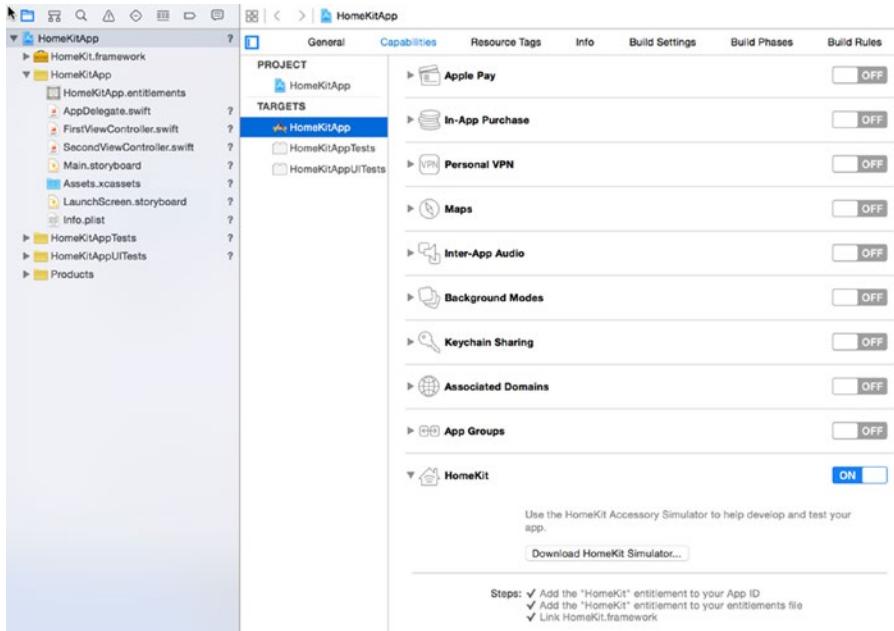 HomeKitApp
HomeKitApp ?
HomeKit.framework
HomeKitApp
HomeKitApp.entitlements
AppDelegate.swift ?
FirstViewController.swift ?
SecondViewController.swift ?
Main.storyboard ?
Assets.xcassets ?
LaunchScreen.storyboard ?
Info.plist ?
HomeKitAppTests ?
HomeKitAppUITests ?
Products
General Capabilities Resource Tags Info Build Settings Build Phases Build Rules
PROJECT
HomeKitApp
TARGETS
HomeKitApp
HomeKitAppTests
HomeKitAppUITests
Apple Pay OFF
In-App Purchase OFF
VPN Personal VPN OFF
Maps OFF
Inter-App Audio OFF
Background Modes OFF
Keychain Sharing OFF
Associated Domains OFF
App Groups OFF
HomeKit ON
Use the HomeKit Accessory Simulator to help develop and test your
app.
Download HomeKit Simulator...
Steps: ✓ Add the "HomeKit" entitlement to your App ID
✓ Add the "HomeKit" entitlement to your entitlements file
✓ Link HomeKit.framework